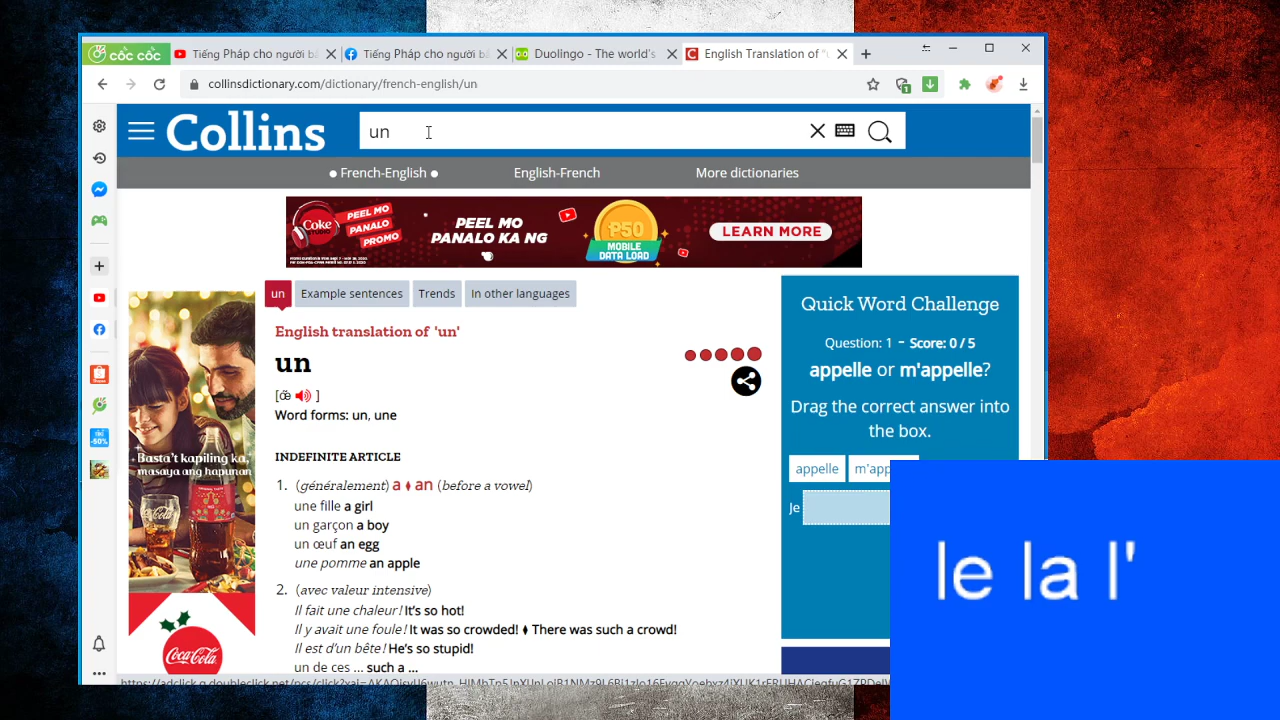 cốc cốc
Tiếng Pháp cho người b
Tiếng Pháp cho người b
Duolingo - The world's
English Translation of "
collinsdictionary.com/dictionary/french-english/un
Collins
un
French-English
English-French
More dictionaries
Coke
STUDIO
PEEL MO
PANALO
PROMO
PEEL MO
PANALO KA NG
₱50
MOBILE
DATA LOAD
LEARN MORE
un
Example sentences
Trends
In other languages
English translation of 'un'
un
[œ̃ ]
Word forms: un, une
INDEFINITE ARTICLE
1. (généralement) a ♦ an (before a vowel)
une fille a girl
un garçon a boy
un œuf an egg
une pomme an apple
2. (avec valeur intensive)
Il fait une chaleur! It's so hot!
Il y avait une foule! It was so crowded! ♦ There was such a crowd!
Il est d'un bête! He's so stupid!
un de ces ... such a ...
Basta't kapiling ka,
masaya ang hapunan
Coca-Cola
Quick Word Challenge
Question: 1 - Score: 0 / 5
appelle or m'appelle?
Drag the correct answer into
the box.
appelle
m'app
Je
le la l'
-50%